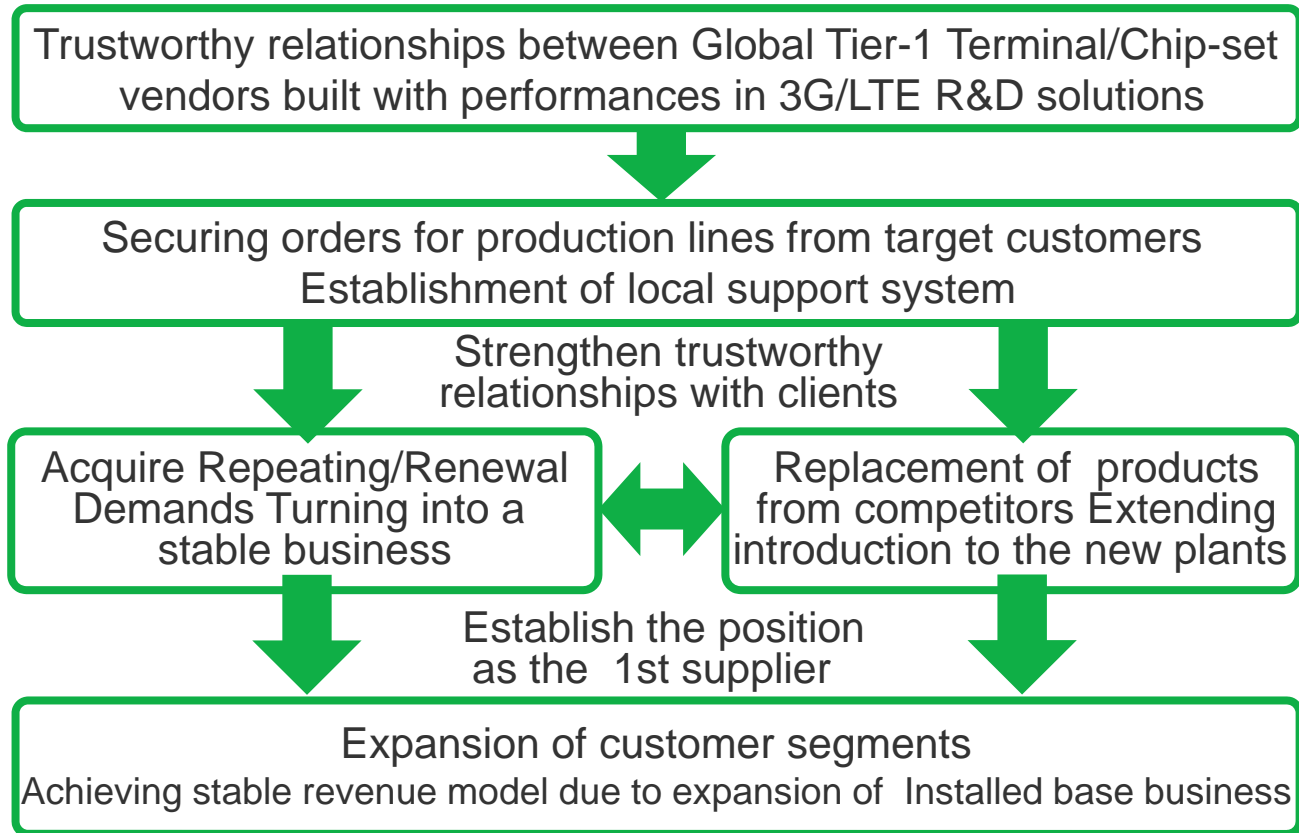 Trustworthy relationships between Global Tier-1 Terminal/Chip-set
vendors built with performances in 3G/LTE R&D solutions
Securing orders for production lines from target customers
Establishment of local support system
Strengthen trustworthy
relationships with clients
Acquire Repeating/Renewal
Demands Turning into a
stable business
Replacement of products
from competitors Extending
introduction to the new plants
Establish the position
as the 1st supplier
Expansion of customer segments
Achieving stable revenue model due to expansion of Installed base business